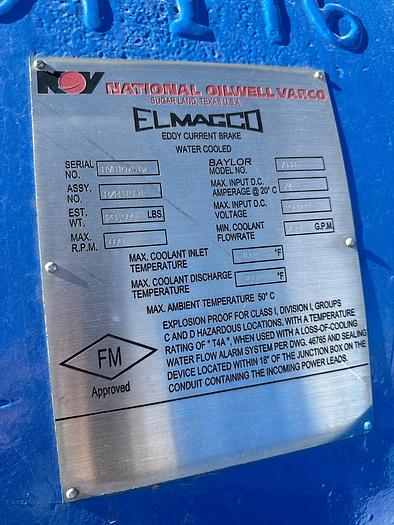 NOV NATIONAL OILWELL VARCO
SUGAR LAND, TEXAS U.S.A
ELMAGCO
EDDY CURRENT BRAKE
WATER COOLED
SERIAL NO.
BAYLOR MODEL NO.
ASSY. NO.
MAX. INPUT D.C. AMPERAGE @ 20° C
EST. WT. LBS
MAX. INPUT D.C. VOLTAGE
MAX. R.P.M.
MIN. COOLANT FLOWRATE G.P.M.
MAX. COOLANT INLET TEMPERATURE °F
MAX. COOLANT DISCHARGE TEMPERATURE °F
MAX. AMBIENT TEMPERATURE 50° C
FM
Approved
EXPLOSION PROOF FOR CLASS I, DIVISION I, GROUPS
C AND D HAZARDOUS LOCATIONS, WITH A TEMPERATURE
RATING OF " T4A ", WHEN USED WITH A LOSS-OF-COOLING
WATER FLOW ALARM SYSTEM PER DWG. 46765 AND SEALING
DEVICE LOCATED WITHIN 18" OF THE JUNCTION BOX ON THE
CONDUIT CONTAINING THE INCOMING POWER LEADS.